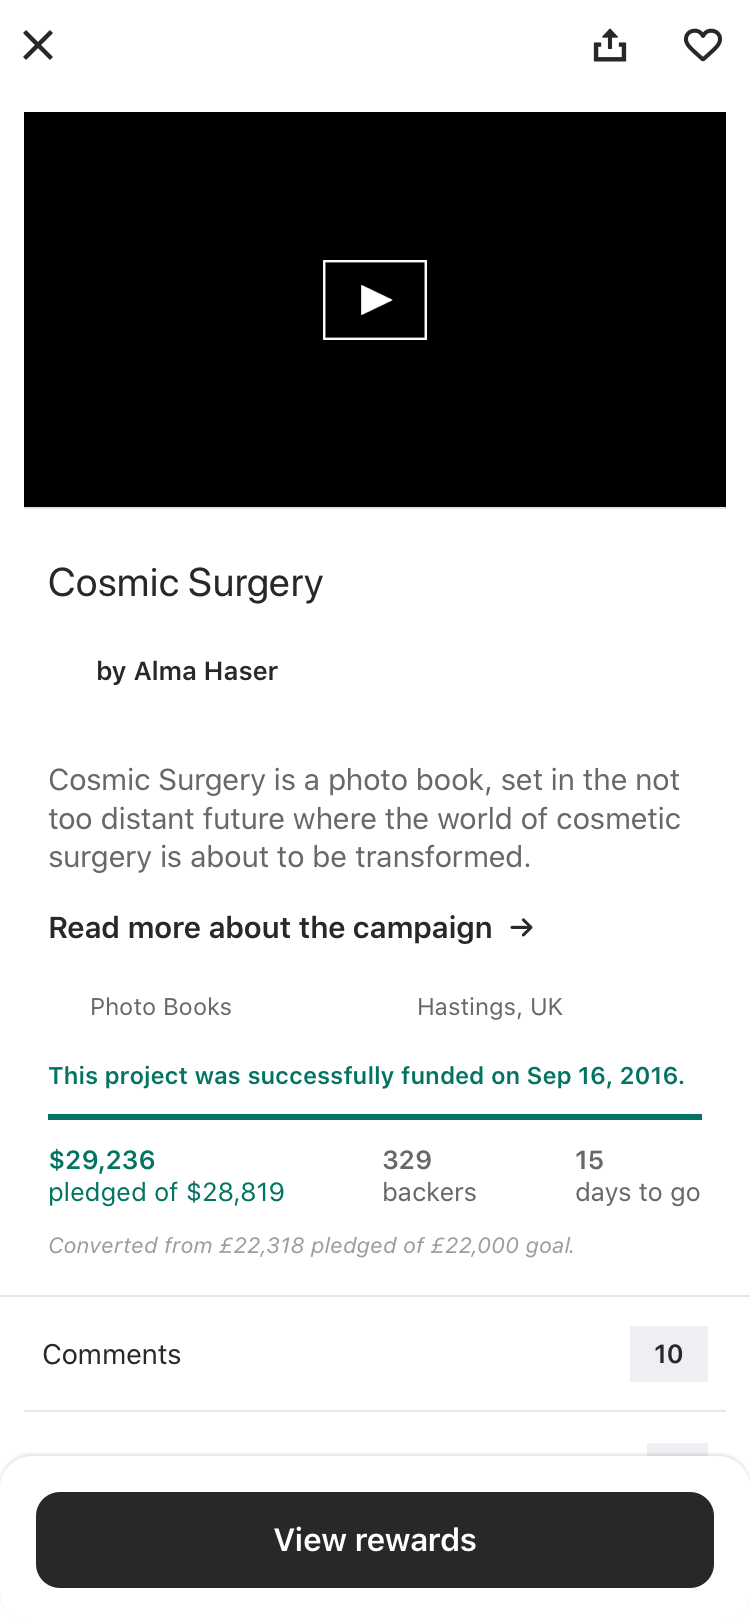 Cosmic Surgery
by Alma Haser
Cosmic Surgery is a photo book, set in the not
too distant future where the world of cosmetic
surgery is about to be transformed.
Read more about the campaign →
Photo Books
Hastings, UK
This project was successfully funded on Sep 16, 2016.
$29,236
pledged of $28,819
329
backers
15
days to go
Converted from £22,318 pledged of £22,000 goal.
Comments
10
View rewards